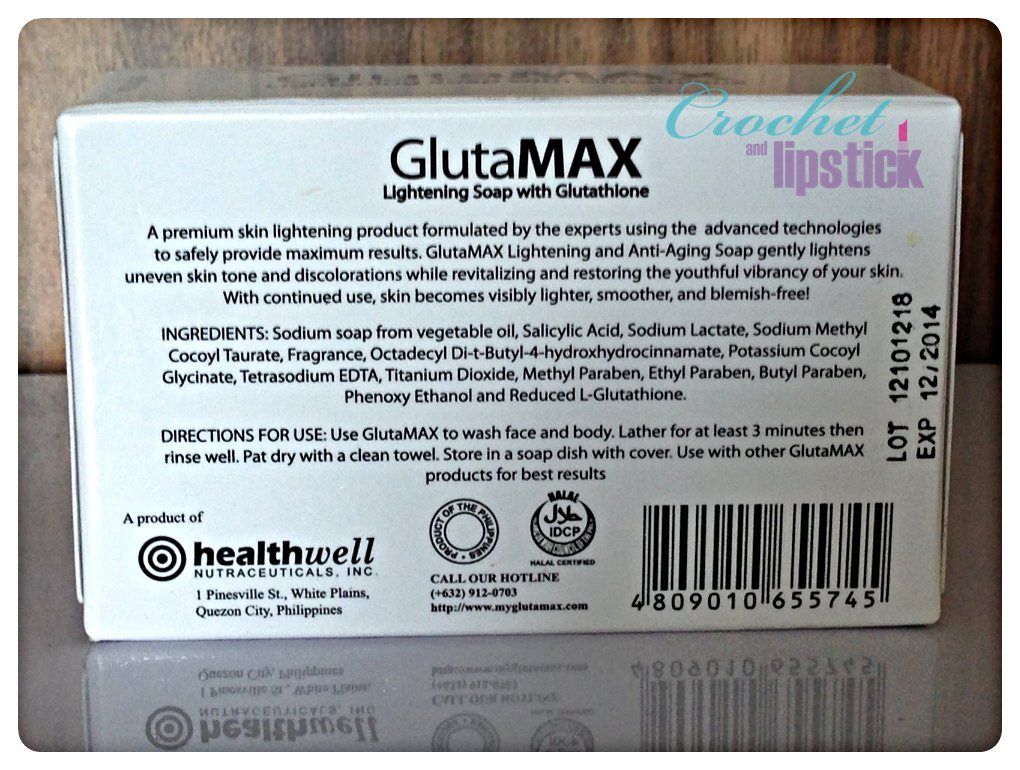 Crochet
and lipstick
GlutaMAX
Lightening Soap with Glutathione
A premium skin lightening product formulated by the experts using the advanced technologies
to safely provide maximum results. GlutaMAX Lightening and Anti-Aging Soap gently lightens
uneven skin tone and discolorations while revitalizing and restoring the youthful vibrancy of your skin.
With continued use, skin becomes visibly lighter, smoother, and blemish-free!
INGREDIENTS: Sodium soap from vegetable oil, Salicylic Acid, Sodium Lactate, Sodium Methyl
Cocoyl Taurate, Fragrance, Octadecyl Di-t-Butyl-4-hydroxhydrocinnamate, Potassium Cocoyl
Glycinate, Tetrasodium EDTA, Titanium Dioxide, Methyl Paraben, Ethyl Paraben, Butyl Paraben,
Phenoxy Ethanol and Reduced L-Glutathione.
LOT 12101218
EXP 12/2014
DIRECTIONS FOR USE: Use GlutaMAX to wash face and body. Lather for at least 3 minutes then
rinse well. Pat dry with a clean towel. Store in a soap dish with cover. Use with other GlutaMAX
products for best results
A product of
healthwell
NUTRACEUTICALS, INC.
1 Pinesville St., White Plains,
Quezon City, Philippines
PRODUCT OF THE PHILIPPINES
HALAL
حلال
IDCP
HALAL CERTIFIED
CALL OUR HOTLINE
(+632) 912-0703
http://www.myglutamax.com
4 809010 655745